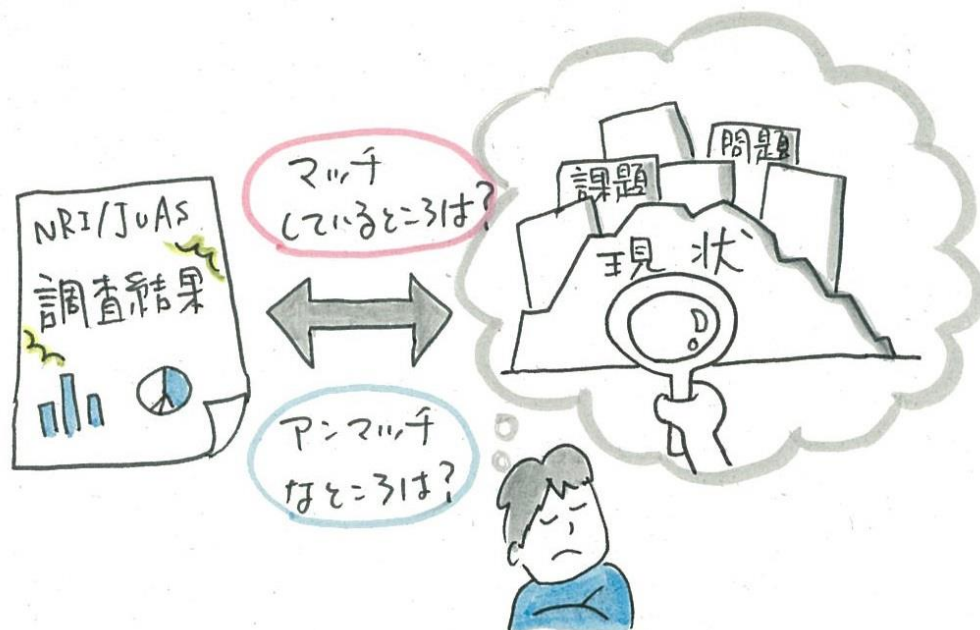 NRI/JUAS
調査結果
マッチ
しているところは?
アンマッチ
なところは?
問題
課題
現状